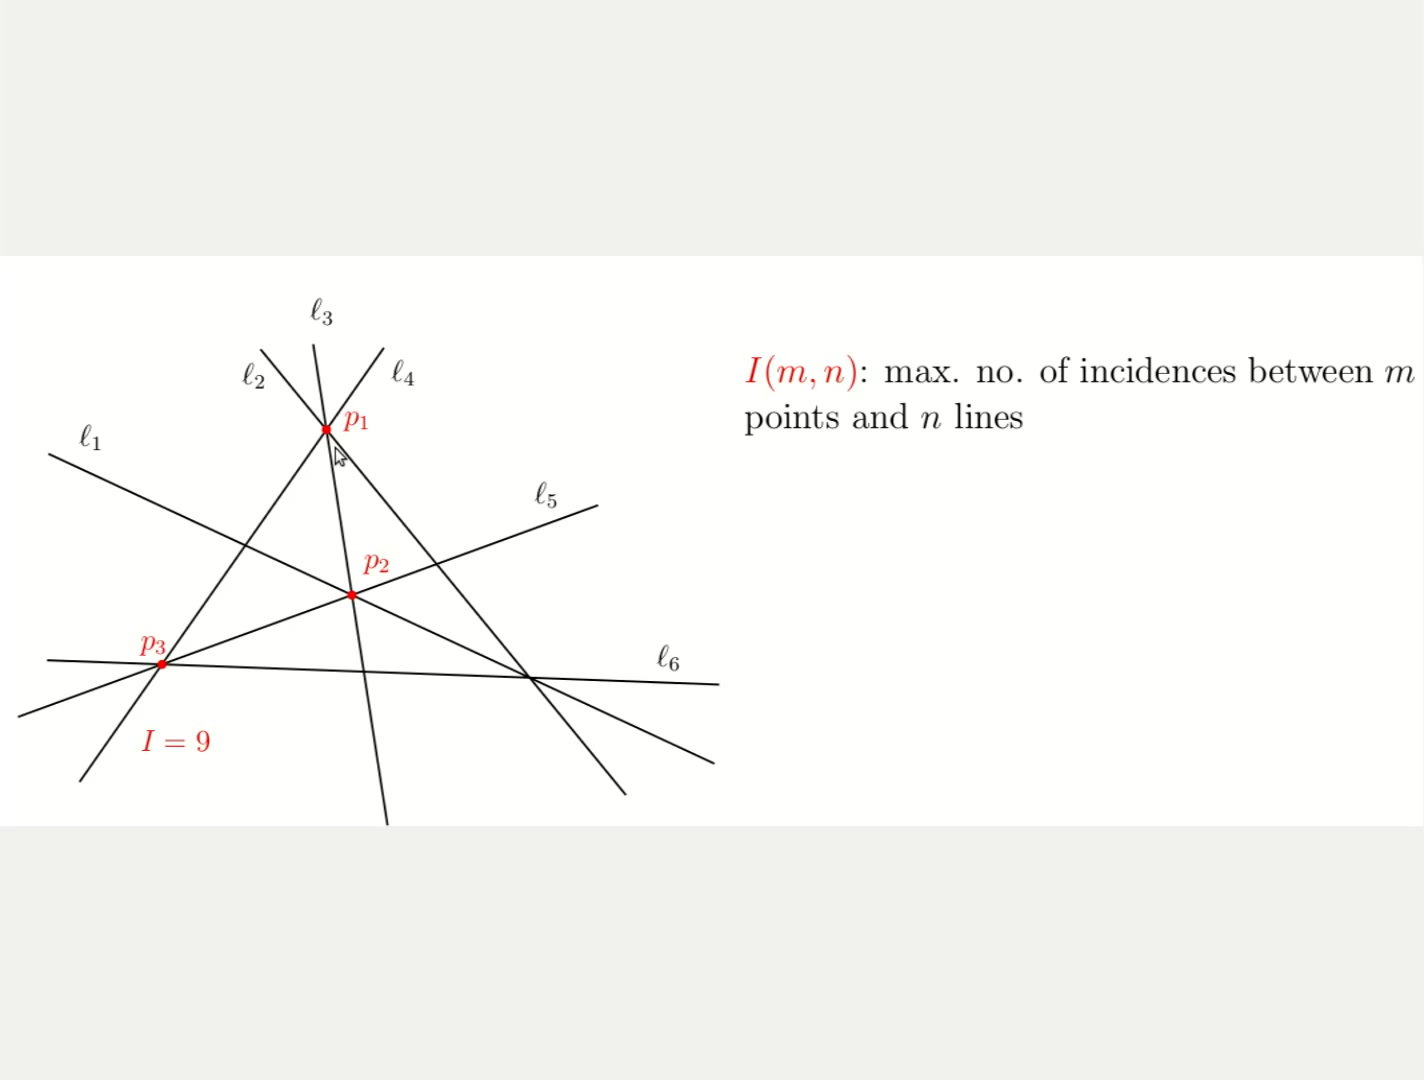 ℓ₃
ℓ₂
ℓ₄
p₁
ℓ₁
ℓ₅
p₂
p₃
ℓ₆
I = 9
I(m, n): max. no. of incidences between m
points and n lines